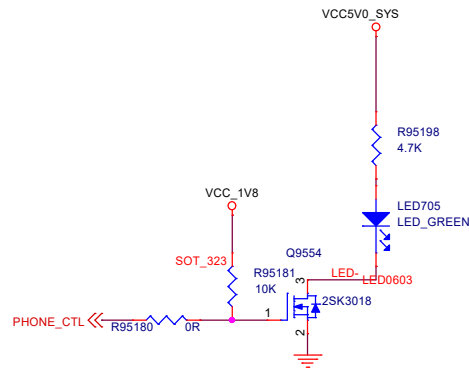 VCC5V0_SYS
R95198
4.7K
VCC_1V8
LED705
LED_GREEN
Q9554
SOT_323
R95181
10K
3
LED-
LED0603
2SK3018
1
PHONE_CTL
R95180
0R
2